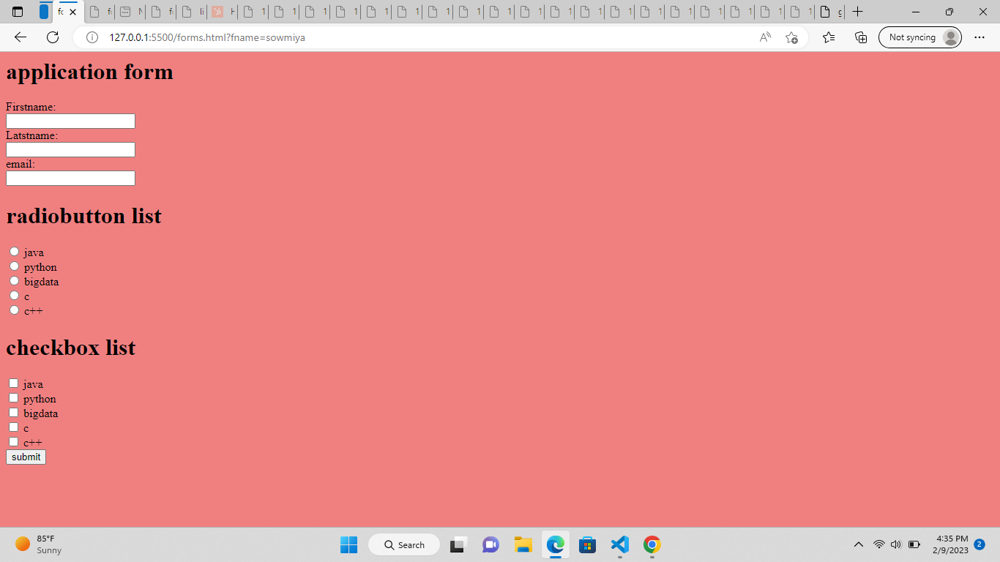 127.0.0.1:5500/forms.html?fname=sowmiya
Not syncing
application form
Firstname:
Latstname:
email:
radiobutton list
java
python
bigdata
c
c++
checkbox list
java
python
bigdata
c
c++
submit
85°F
Sunny
Search
4:35 PM
2/9/2023
2